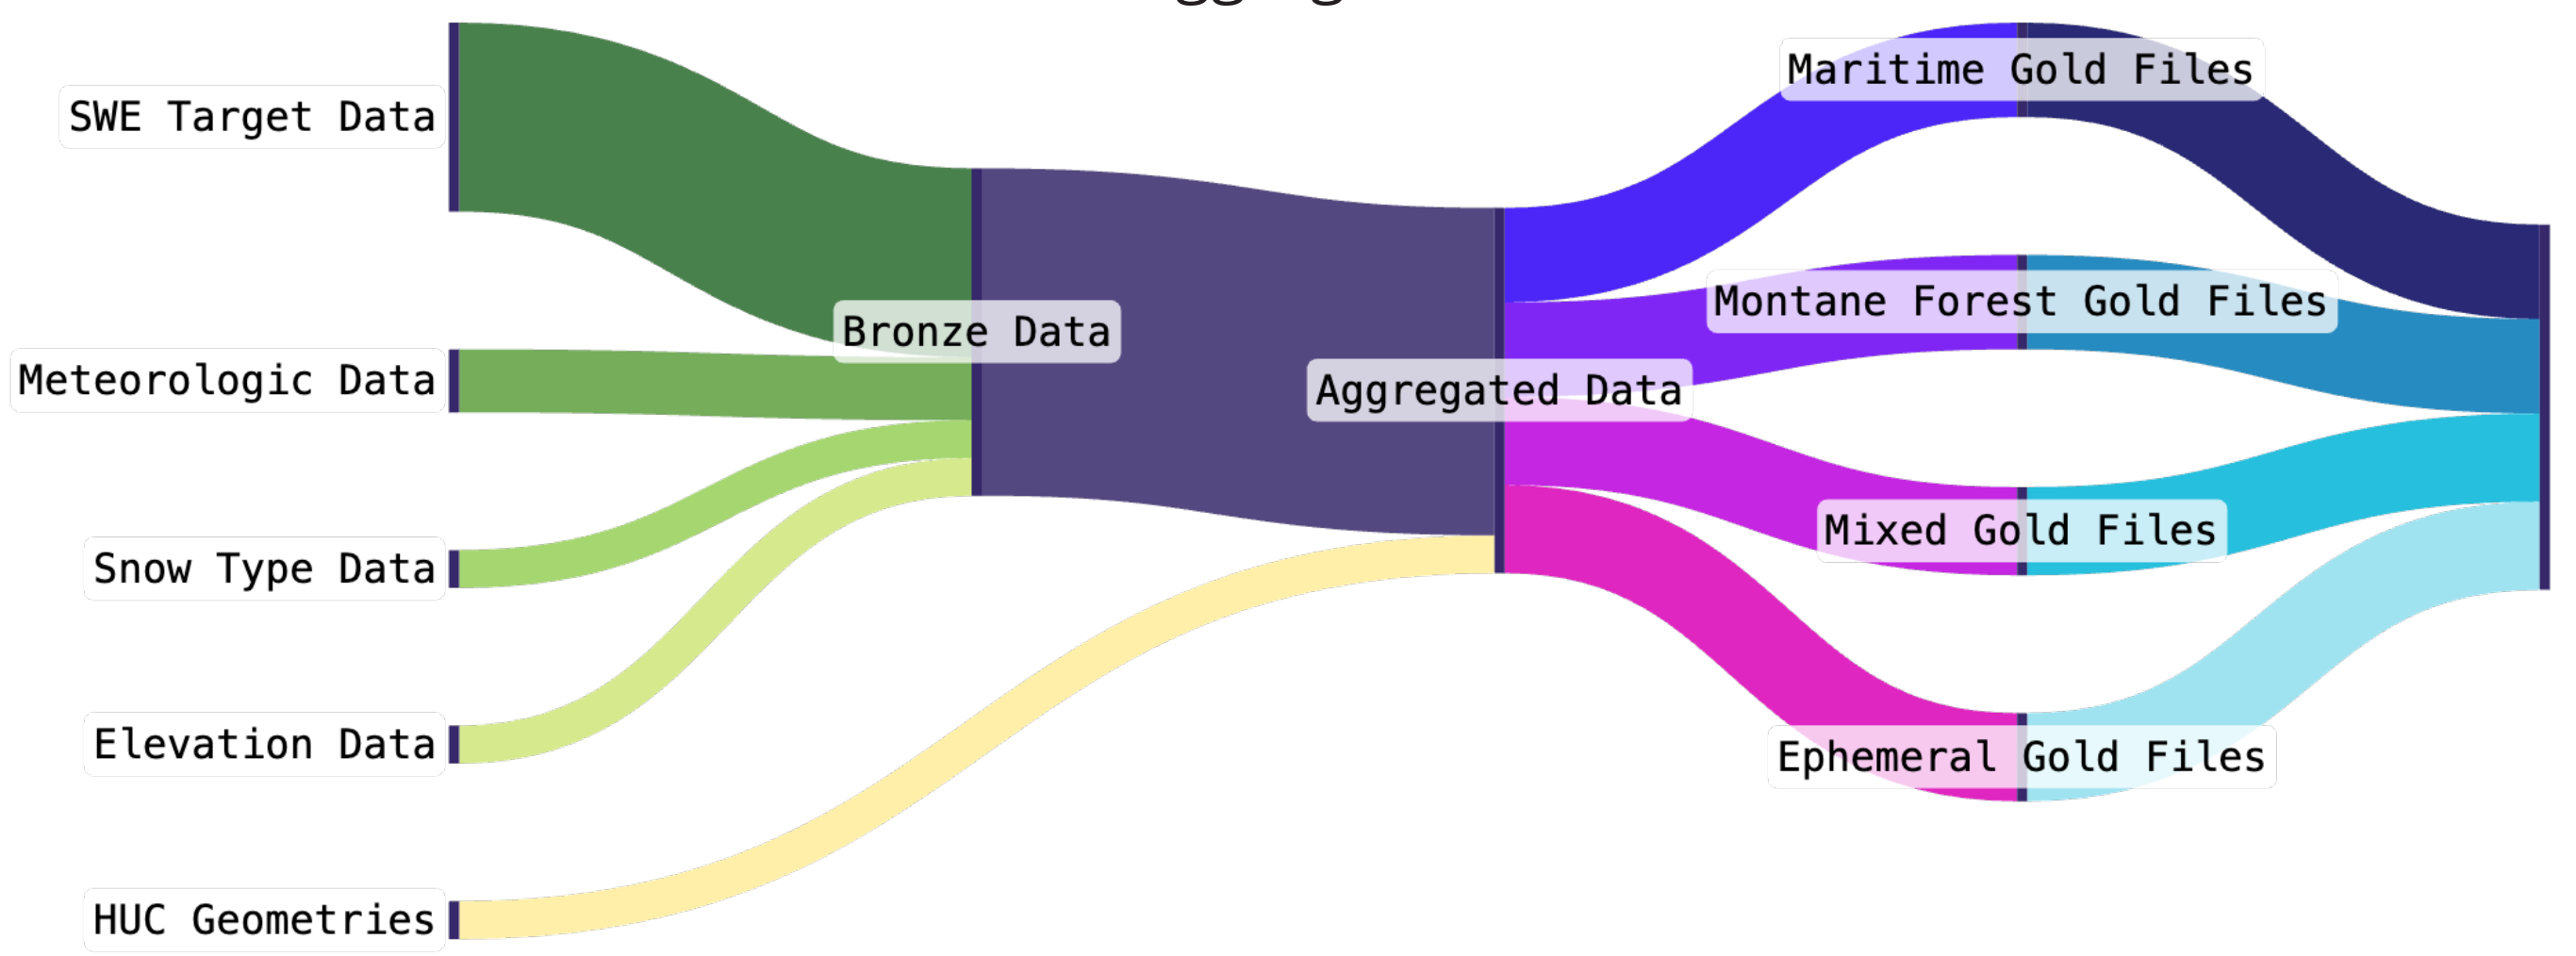 SWE Target Data
Meteorologic Data
Snow Type Data
Elevation Data
HUC Geometries
Bronze Data
Aggregated Data
Maritime Gold Files
Montane Forest Gold Files
Mixed Gold Files
Ephemeral Gold Files